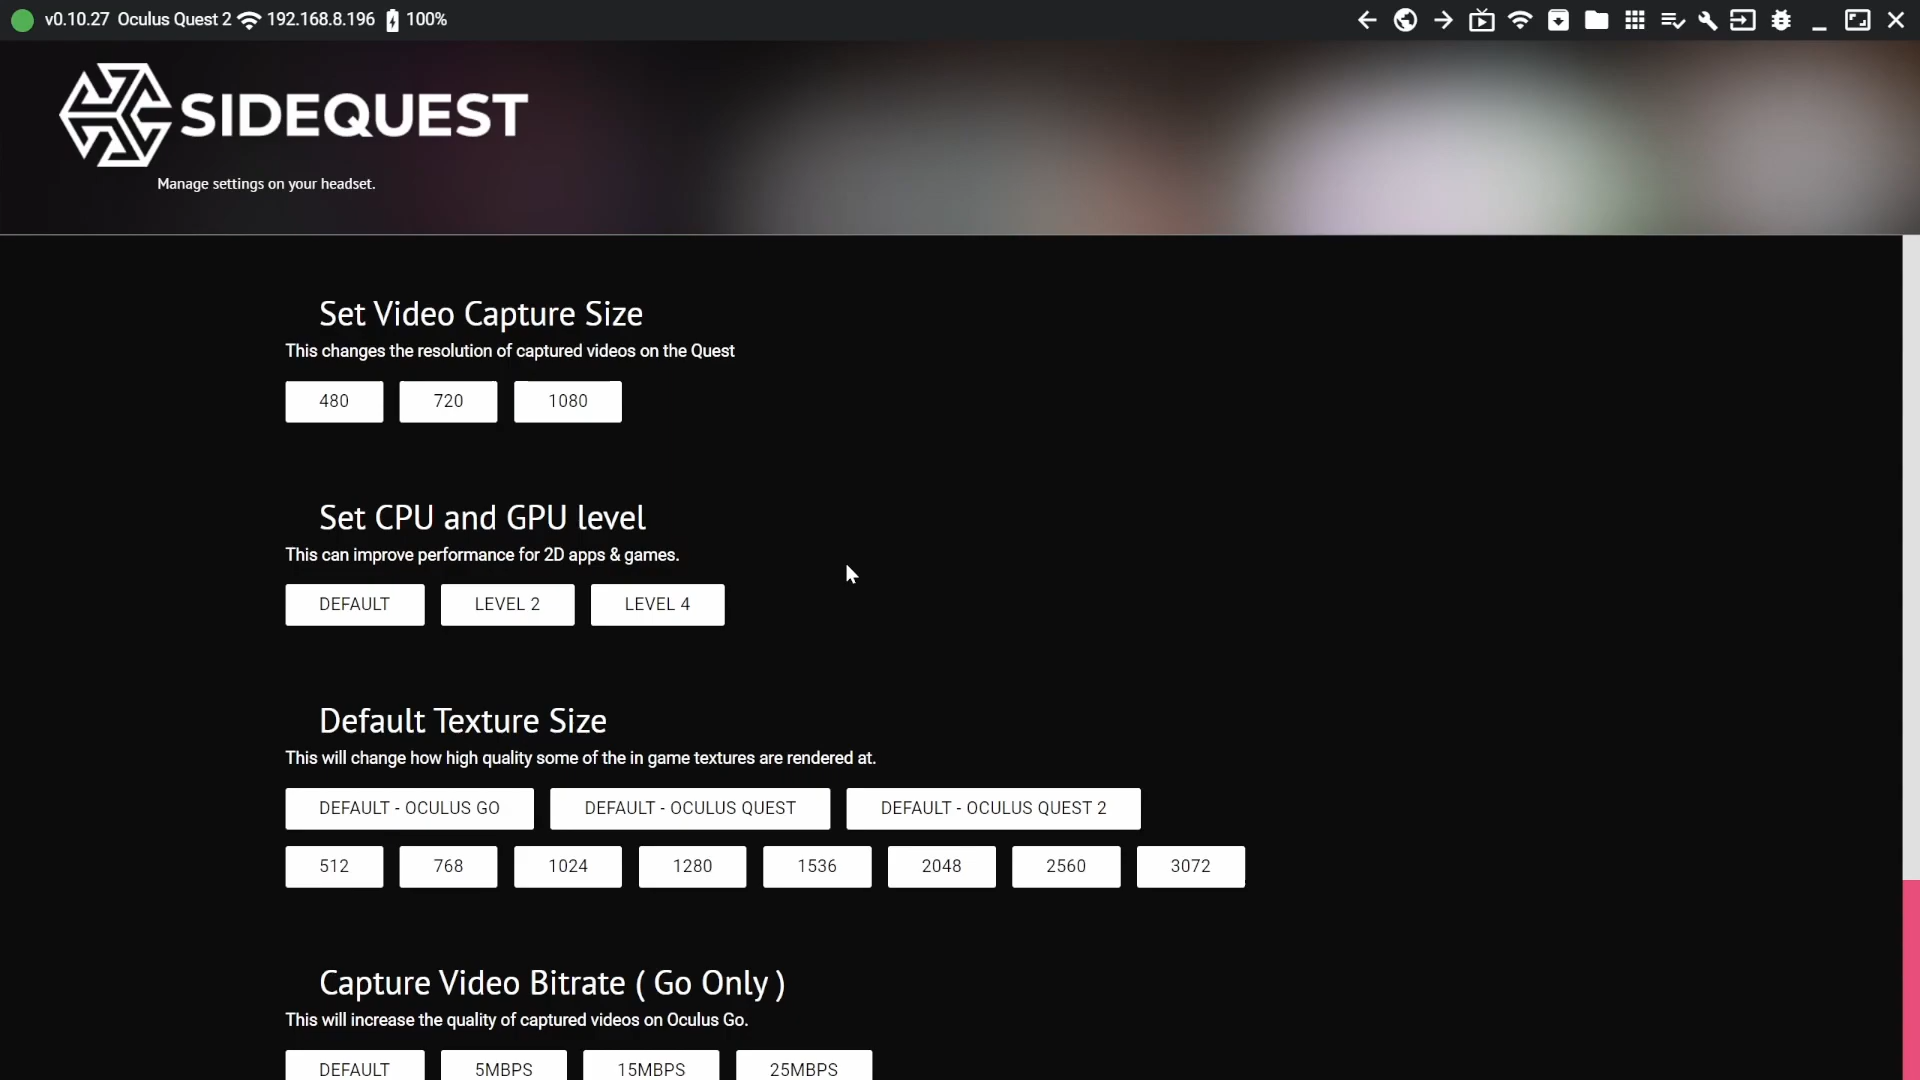 v0.10.27 Oculus Quest 2 192.168.8.196 100%
SIDEQUEST
Manage settings on your headset.
Set Video Capture Size
This changes the resolution of captured videos on the Quest
480 720 1080
Set CPU and GPU level
This can improve performance for 2D apps & games.
DEFAULT LEVEL 2 LEVEL 4
Default Texture Size
This will change how high quality some of the in game textures are rendered at.
DEFAULT - OCULUS GO DEFAULT - OCULUS QUEST DEFAULT - OCULUS QUEST 2
512 768 1024 1280 1536 2048 2560 3072
Capture Video Bitrate ( Go Only )
This will increase the quality of captured videos on Oculus Go.
DEFAULT 5MBPS 15MBPS 25MBPS